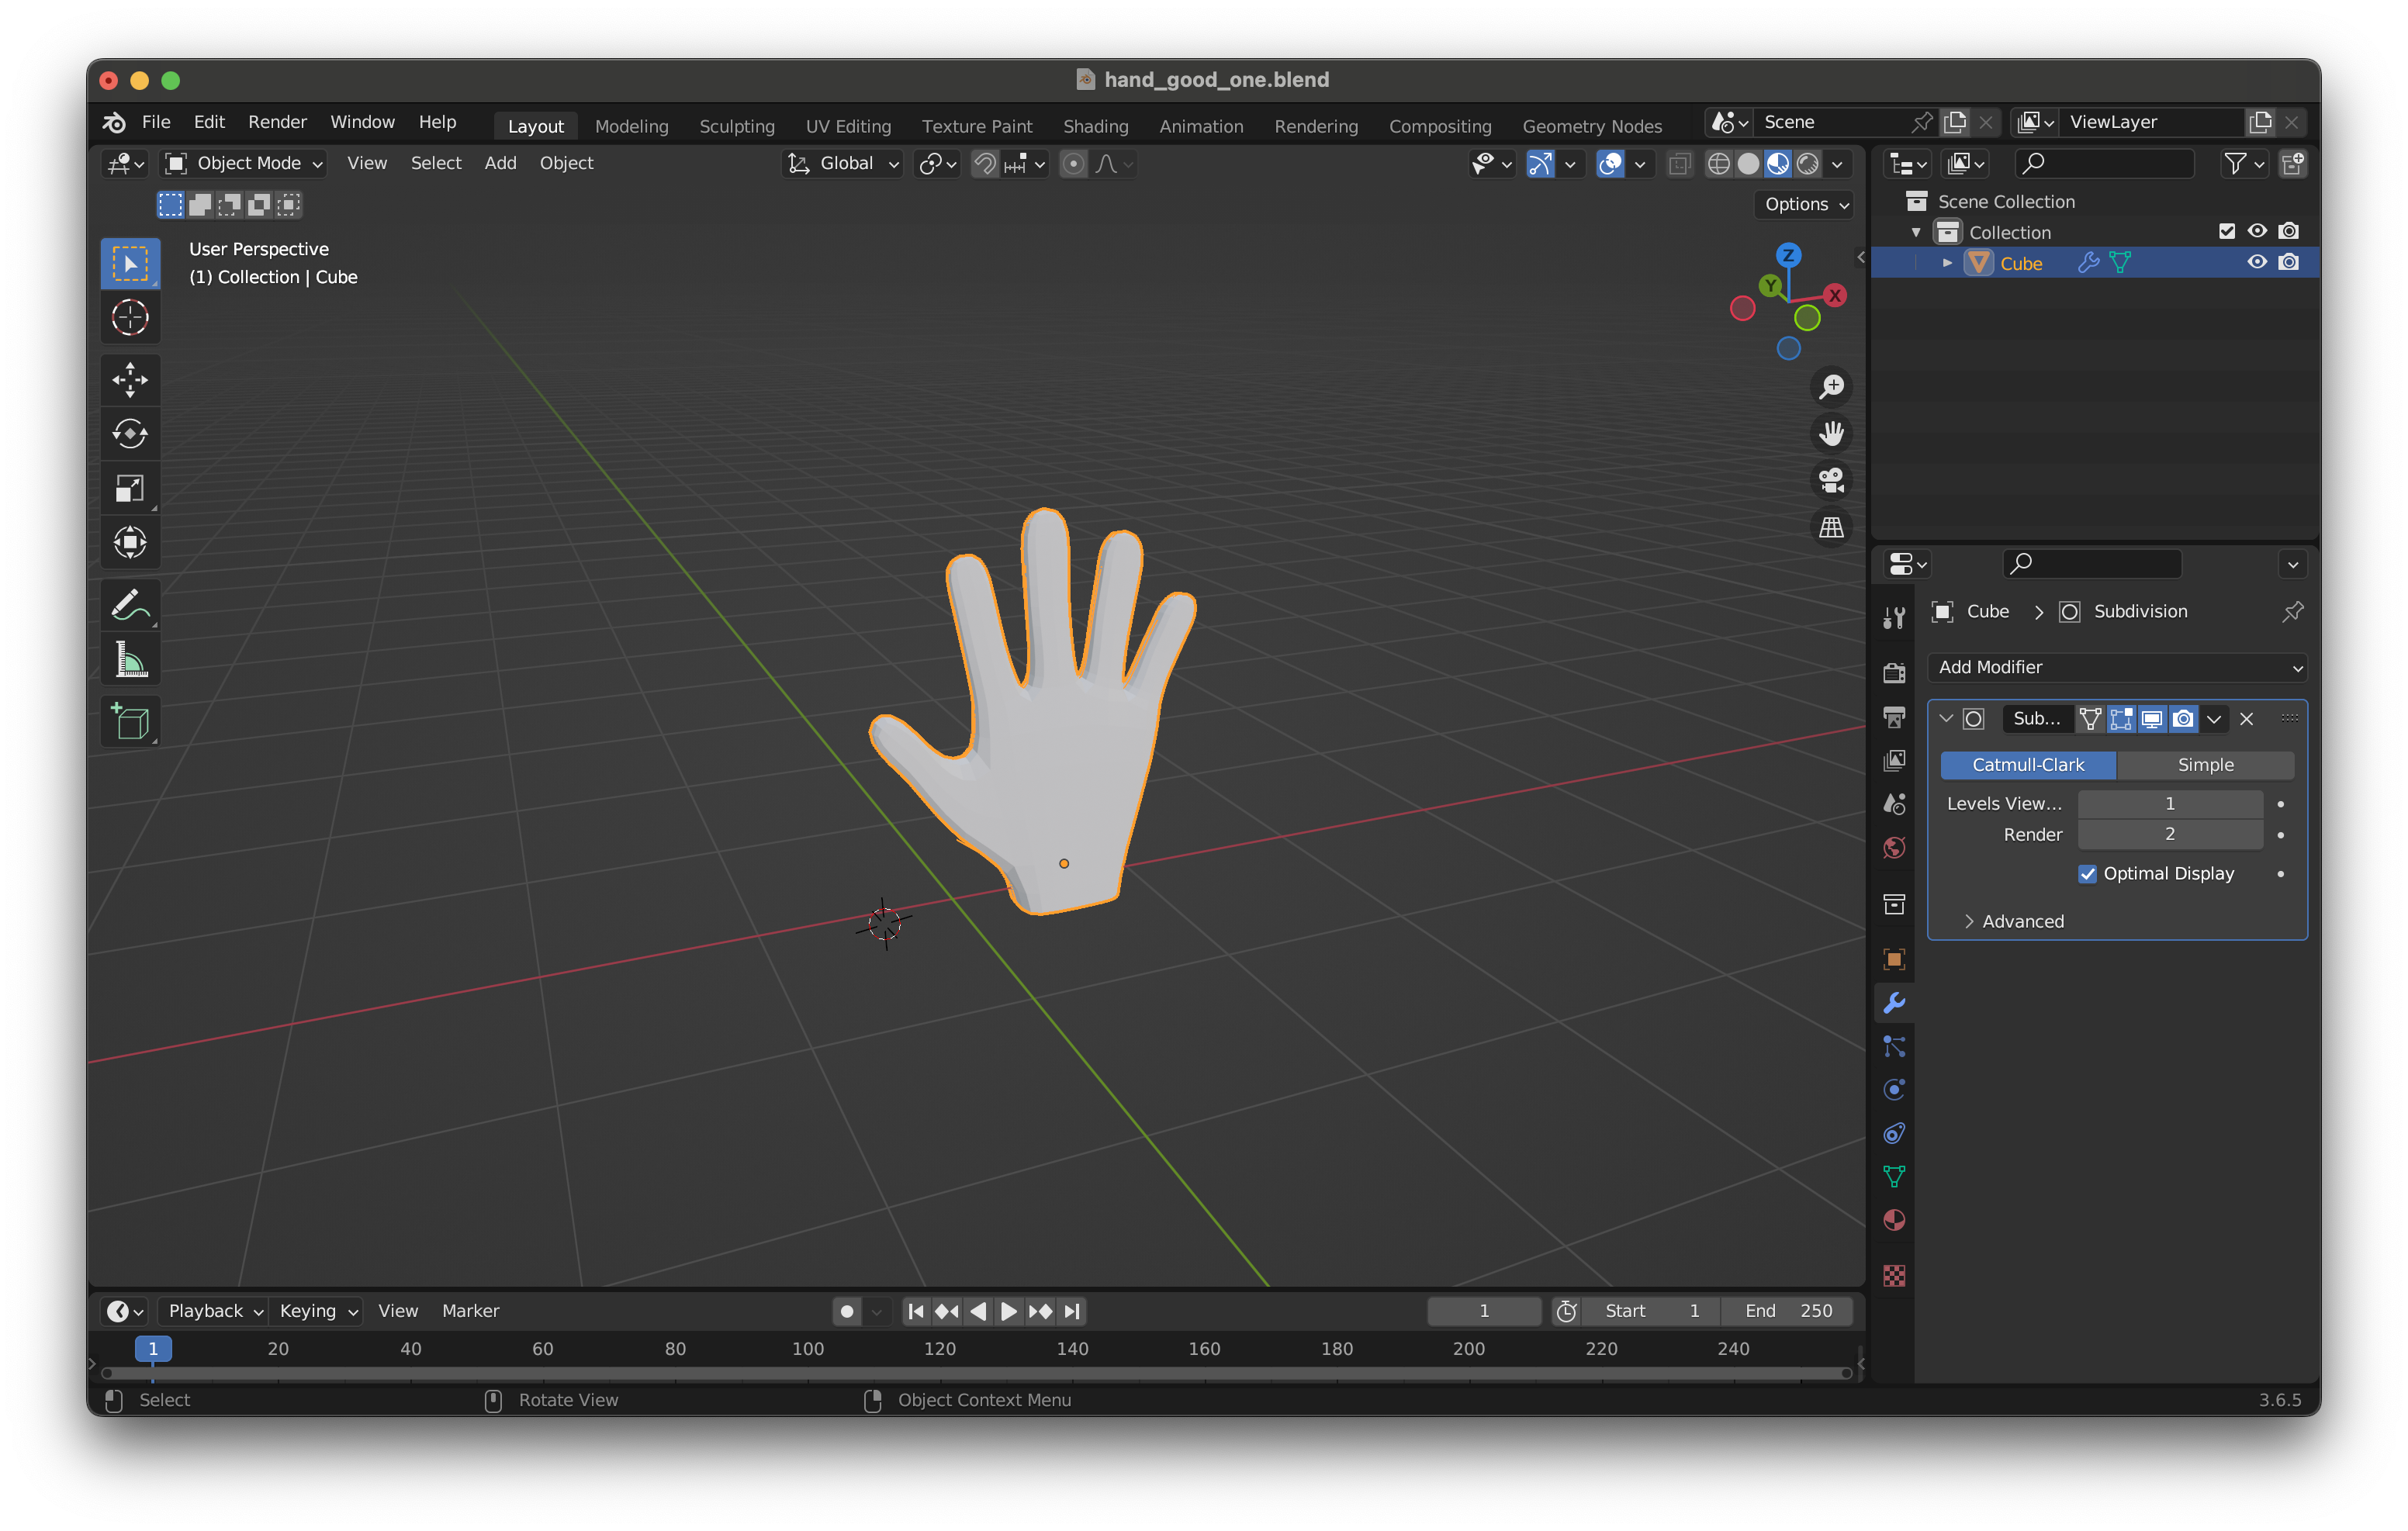 hand_good_one.blend
File Edit Render Window Help Layout Modeling Sculpting UV Editing Texture Paint Shading Animation Rendering Compositing Geometry Nodes Scene ViewLayer
Object Mode View Select Add Object Global
Options
User Perspective
(1) Collection | Cube
Z
Y
X
Scene Collection
Collection
Cube
Cube > Subdivision
Add Modifier
Sub...
Catmull-Clark Simple
Levels View... 1
Render 2
Optimal Display
Advanced
Playback Keying View Marker 1 Start 1 End 250
1 20 40 60 80 100 120 140 160 180 200 220 240
Select Rotate View Object Context Menu 3.6.5